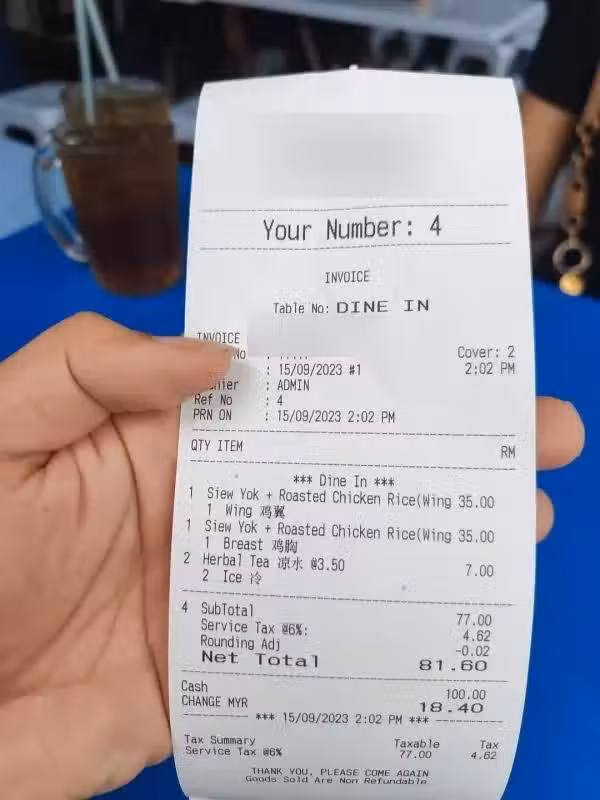 Your Number: 4
INVOICE
Table No: DINE IN
INVOICE
No : Cover: 2
: 15/09/2023 #1 2:02 PM
: ADMIN
Ref No : 4
PRN ON : 15/09/2023 2:02 PM
QTY ITEM RM
*** Dine In ***
1 Siew Yok + Roasted Chicken Rice(Wing 35.00
1 Wing 鸡翼
1 Siew Yok + Roasted Chicken Rice(Wing 35.00
1 Breast 鸡胸
2 Herbal Tea 凉水 @3.50 7.00
2 Ice 冷
4 SubTotal 77.00
Service Tax @6%: 4.62
Rounding Adj -0.02
Net Total 81.60
Cash 100.00
CHANGE MYR 18.40
*** 15/09/2023 2:02 PM ***
Tax Summary Taxable Tax
Service Tax @6% 77.00 4.62
THANK YOU, PLEASE COME AGAIN
Goods Sold Are Non Refundable